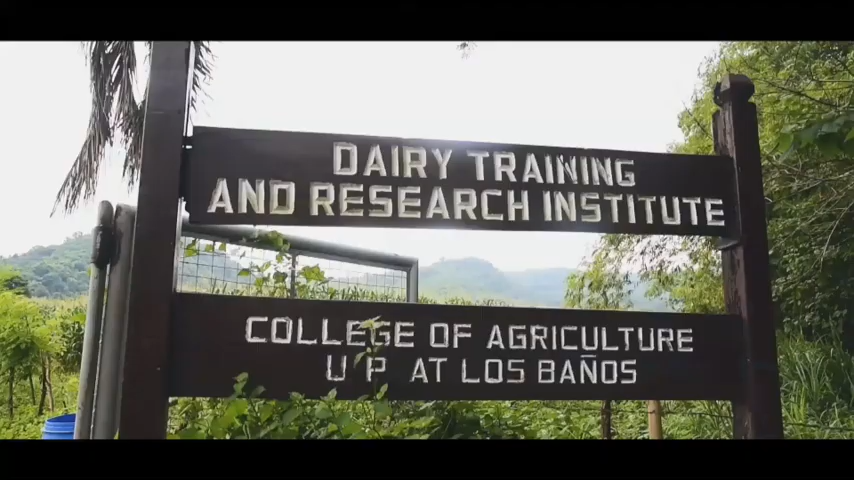 DAIRY TRAINING
AND RESEARCH INSTITUTE
COLLEGE OF AGRICULTURE
U P AT LOS BAÑOS